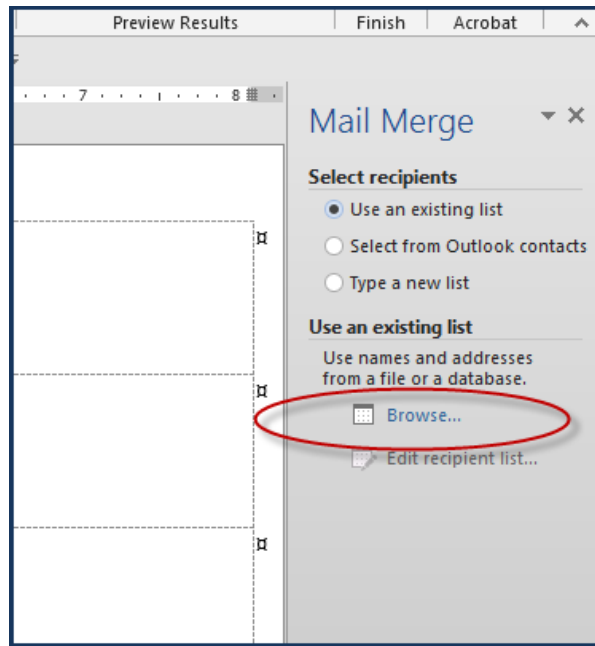 Preview Results Finish Acrobat
7 8
Mail Merge
Select recipients
Use an existing list
Select from Outlook contacts
Type a new list
Use an existing list
Use names and addresses
from a file or a database.
Browse...
Edit recipient list...
¤
¤
¤